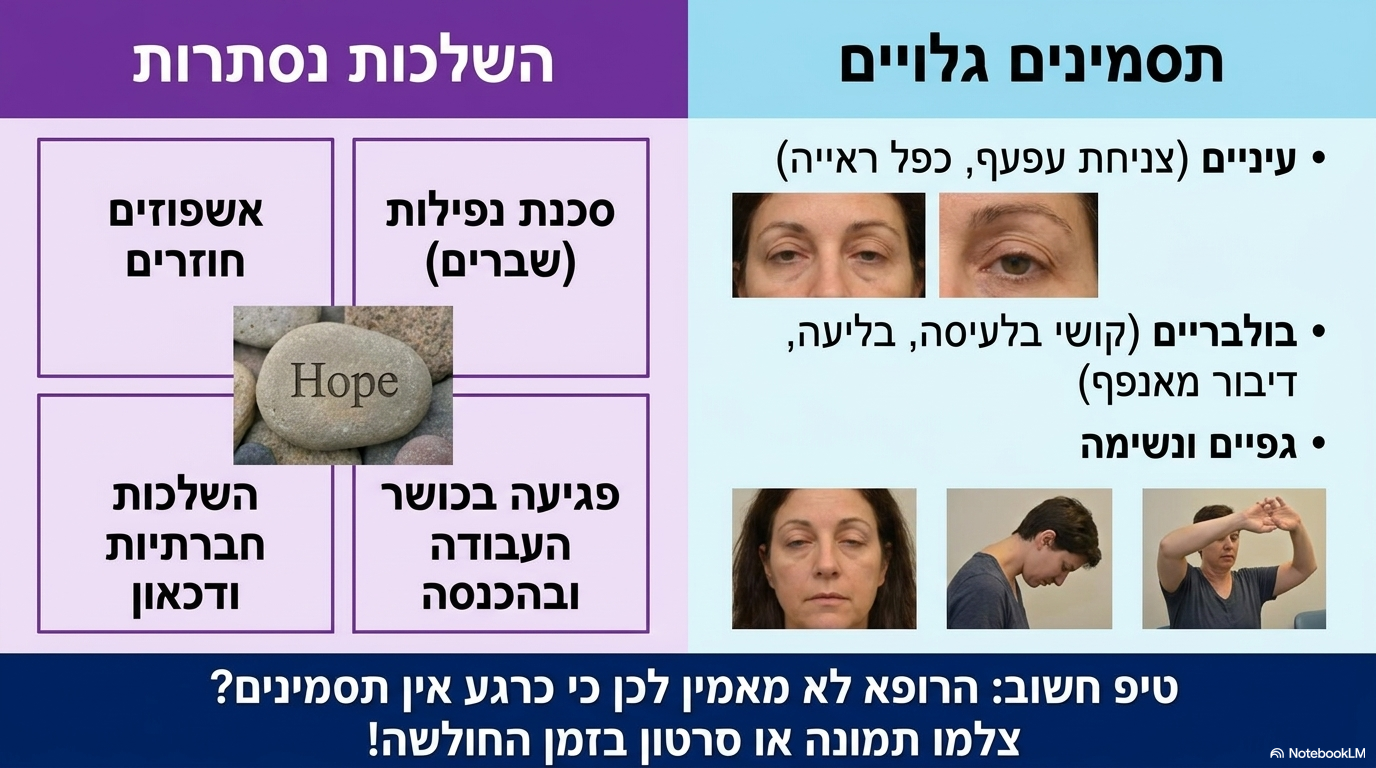 תסמינים גלויים
• עיניים (צניחת עפעף, כפל ראייה)
• בולבריים (קושי בלעיסה, בליעה,
דיבור מאנפף)
• גפיים ונשימה
השלכות נסתרות
סכנת נפילות
(שברים)
אשפוזים
חוזרים
Hope
פגיעה בכושר
העבודה
ובהכנסה
השלכות
חברתיות
ודכאון
טיפ חשוב: הרופא לא מאמין לכן כי כרגע אין תסמינים?
צלמו תמונה או סרטון בזמן החולשה!
NotebookLM